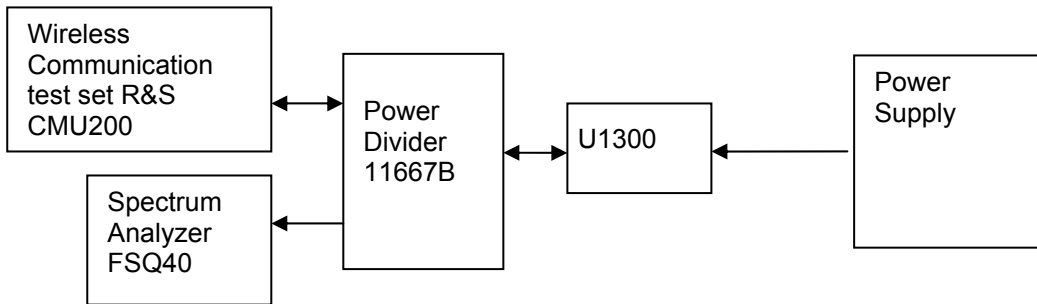 Wireless
Communication
test set R&S
CMU200
Power
Divider
11667B
U1300
Power
Supply
Spectrum
Analyzer
FSQ40